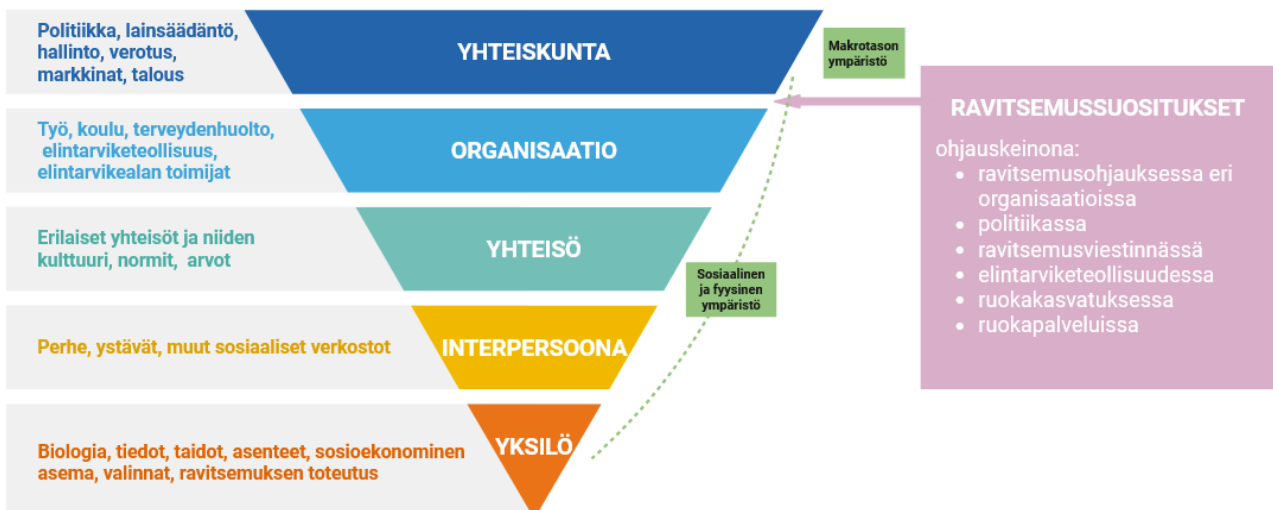 Politiikka, lainsäädäntö,
hallinto, verotus,
markkinat, talous
YHTEISKUNTA
Makrotason
ympäristö
Työ, koulu, terveydenhuolto,
elintarviketeollisuus,
elintarvikealan toimijat
ORGANISAATIO
Erilaiset yhteisöt ja niiden
kulttuuri, normit, arvot
YHTEISÖ
Sosiaalinen
ja fyysinen
ympäristö
Perhe, ystävät, muut sosiaaliset verkostot
INTERPERSOONA
Biologia, tiedot, taidot, asenteet, sosioekonominen
asema, valinnat, ravitsemuksen toteutus
YKSILÖ
RAVITSEMUSSUOSITUKSET
ohjauskeinona:
• ravitsemusohjauksessa eri
organisaatioissa
• politiikassa
• ravitsemusviestinnässä
• elintarviketeollisuudessa
• ruokakasvatuksessa
• ruokapalveluissa